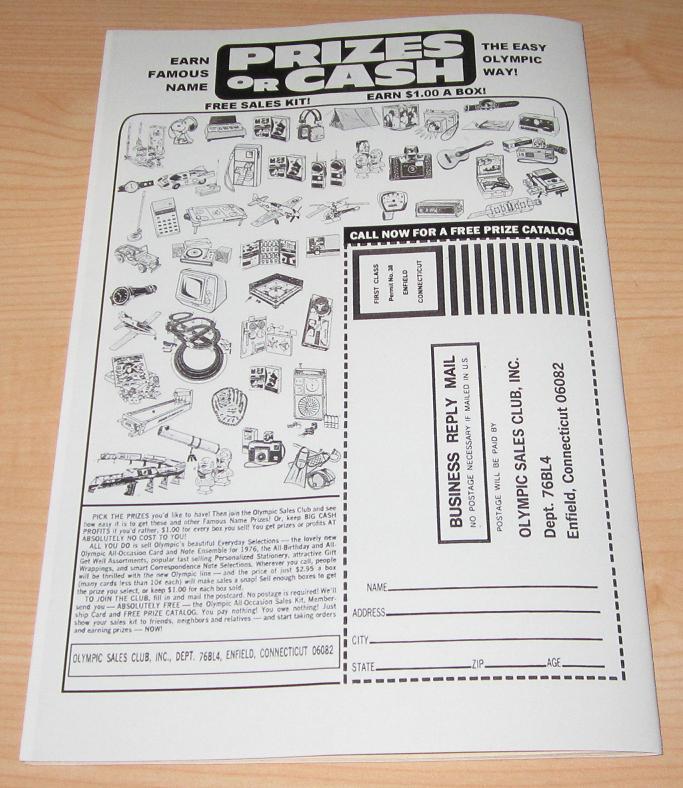 EARN
FAMOUS
NAME
PRIZES
OR CASH
THE EASY
OLYMPIC
WAY!
FREE SALES KIT!
EARN $1.00 A BOX!
CALL NOW FOR A FREE PRIZE CATALOG
FIRST CLASS
Permit No. 38
ENFIELD
CONNECTICUT
BUSINESS REPLY MAIL
NO POSTAGE NECESSARY IF MAILED IN U.S.
POSTAGE WILL BE PAID BY
OLYMPIC SALES CLUB, INC.
Dept. 76BL4
Enfield, Connecticut 06082
NAME
ADDRESS
CITY
STATE ZIP AGE
PICK THE PRIZES you'd like to have! Then join the Olympic Sales Club and see
how easy it is to get these and other Famous Name Prizes! Or, keep BIG CASH
PROFITS if you'd rather, $1.00 for every box you sell! You get prizes or profits AT
ABSOLUTELY NO COST TO YOU!
ALL YOU DO is sell Olympic's beautiful Everyday Selections — the lovely new
Olympic All-Occasion Card and Note Ensemble for 1976, the All-Birthday and All-
Get Well Assortments, popular fast selling Personalized Stationery, attractive Gift
Wrappings, and smart Correspondence Note Selections. Wherever you call, people
will be thrilled with the new Olympic line — and the price of just $2.95 a box
(many cards less than 10¢ each) will make sales a snap! Sell enough boxes to get
the prize you select, or keep $1.00 for each box sold.
TO JOIN THE CLUB, fill in and mail the postcard. No postage is required! We'll
send you — ABSOLUTELY FREE — the Olympic All-Occasion Sales Kit, Member-
ship Card and FREE PRIZE CATALOG. You pay nothing! You owe nothing! Just
show your sales kit to friends, neighbors and relatives — and start taking orders
and earning prizes — NOW!
OLYMPIC SALES CLUB, INC., DEPT. 76BL4, ENFIELD, CONNECTICUT 06082